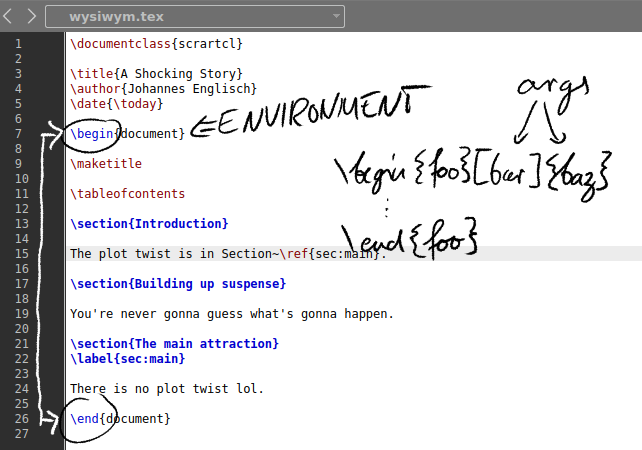 wysiwym.tex
1 \documentclass{scrartcl}
2
3 \title{A Shocking Story}
4 \author{Johannes Englisch}
5 \date{\today}
6
7 \begin{document}
8
9 \maketitle
10
11 \tableofcontents
12
13 \section{Introduction}
14
15 The plot twist is in Section~\ref{sec:main}.
16
17 \section{Building up suspense}
18
19 You're never gonna guess what's gonna happen.
20
21 \section{The main attraction}
22 \label{sec:main}
23
24 There is no plot twist lol.
25
26 \end{document}
27
⇐ENVIRONMENT
args
\begin{foo}[bar]{baz}
⋮
\end{foo}